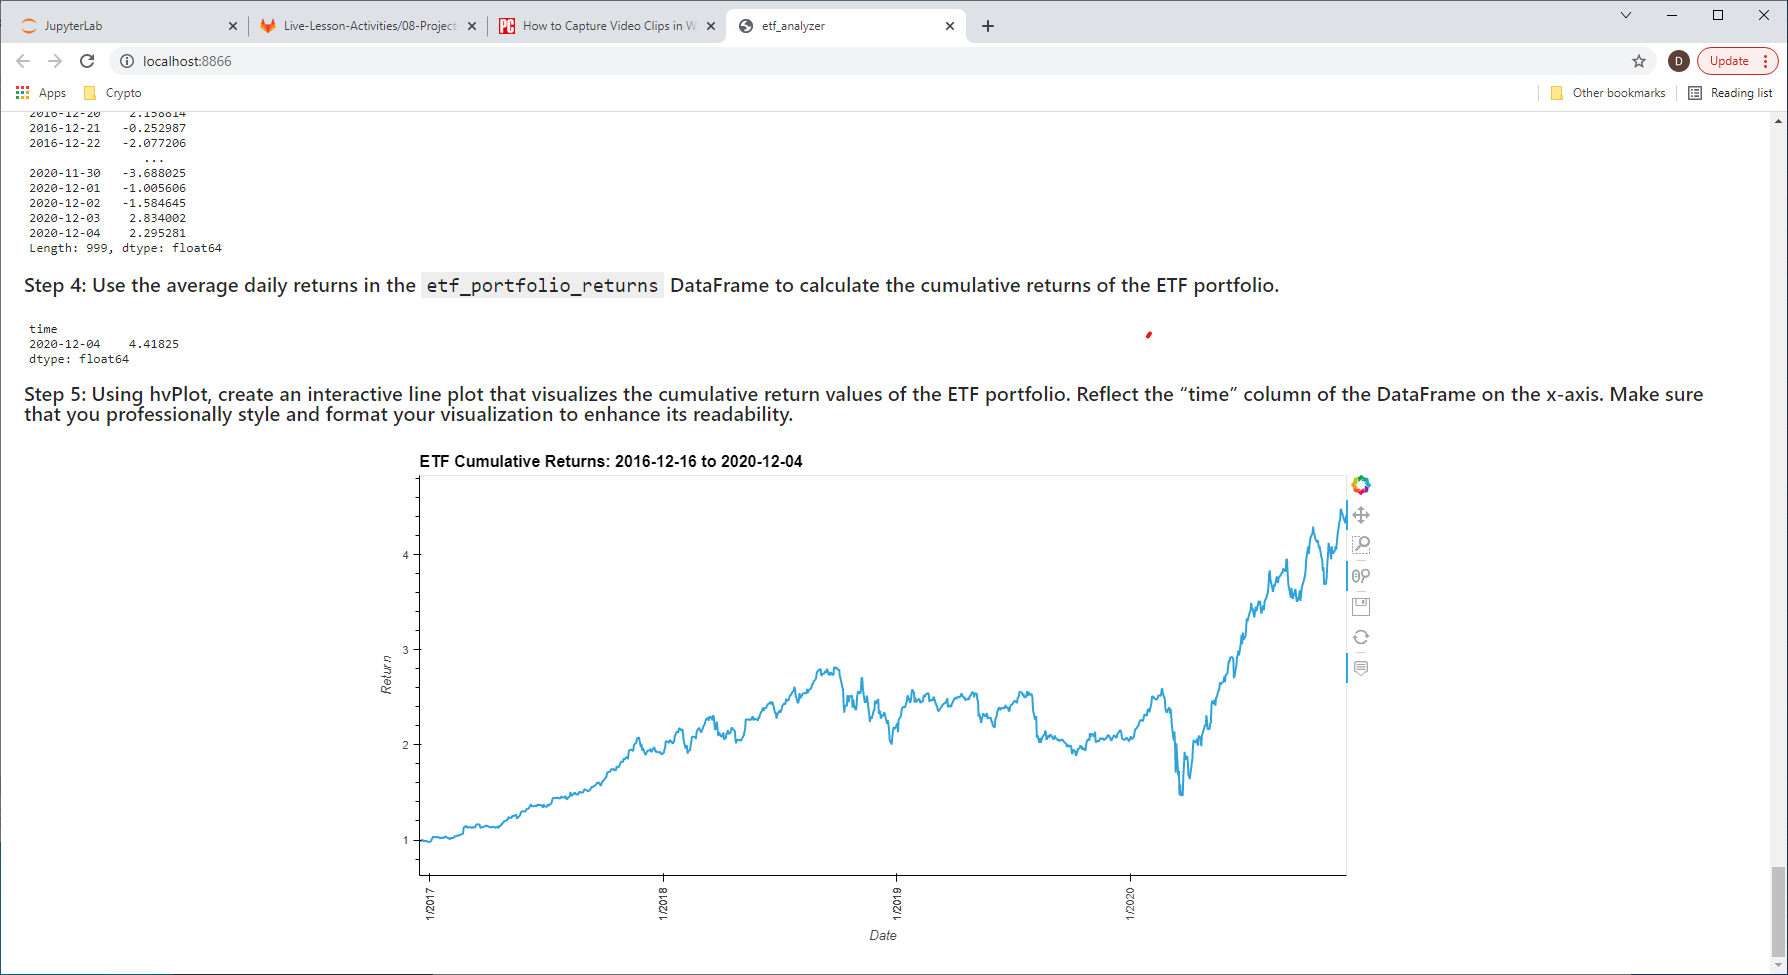 JupyterLab
Live-Lesson-Activities/08-Project
How to Capture Video Clips in W
etf_analyzer
localhost:8866
D
Update
Apps
Crypto
Other bookmarks
Reading list
2016-12-20 2.158814
2016-12-21 -0.252987
2016-12-22 -2.077206
...
2020-11-30 -3.688025
2020-12-01 -1.005606
2020-12-02 -1.584645
2020-12-03 2.834002
2020-12-04 2.295281
Length: 999, dtype: float64
Step 4: Use the average daily returns in the etf_portfolio_returns DataFrame to calculate the cumulative returns of the ETF portfolio.
time
2020-12-04 4.41825
dtype: float64
Step 5: Using hvPlot, create an interactive line plot that visualizes the cumulative return values of the ETF portfolio. Reflect the “time” column of the DataFrame on the x-axis. Make sure
that you professionally style and format your visualization to enhance its readability.
ETF Cumulative Returns: 2016-12-16 to 2020-12-04
4
3
2
1
Return
1/2017
1/2018
1/2019
1/2020
Date